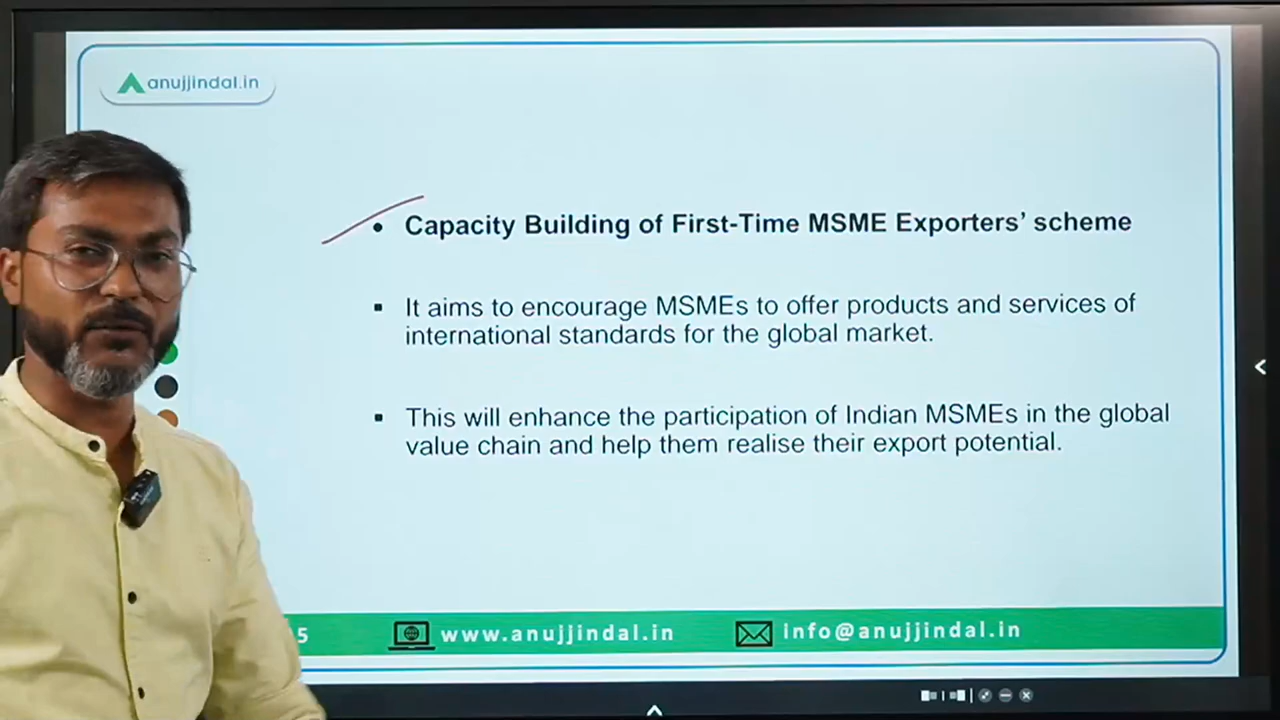 anujjindal.in
• Capacity Building of First-Time MSME Exporters’ scheme
▪ It aims to encourage MSMEs to offer products and services of
international standards for the global market.
▪ This will enhance the participation of Indian MSMEs in the global
value chain and help them realise their export potential.
5 www.anujjindal.in info@anujjindal.in